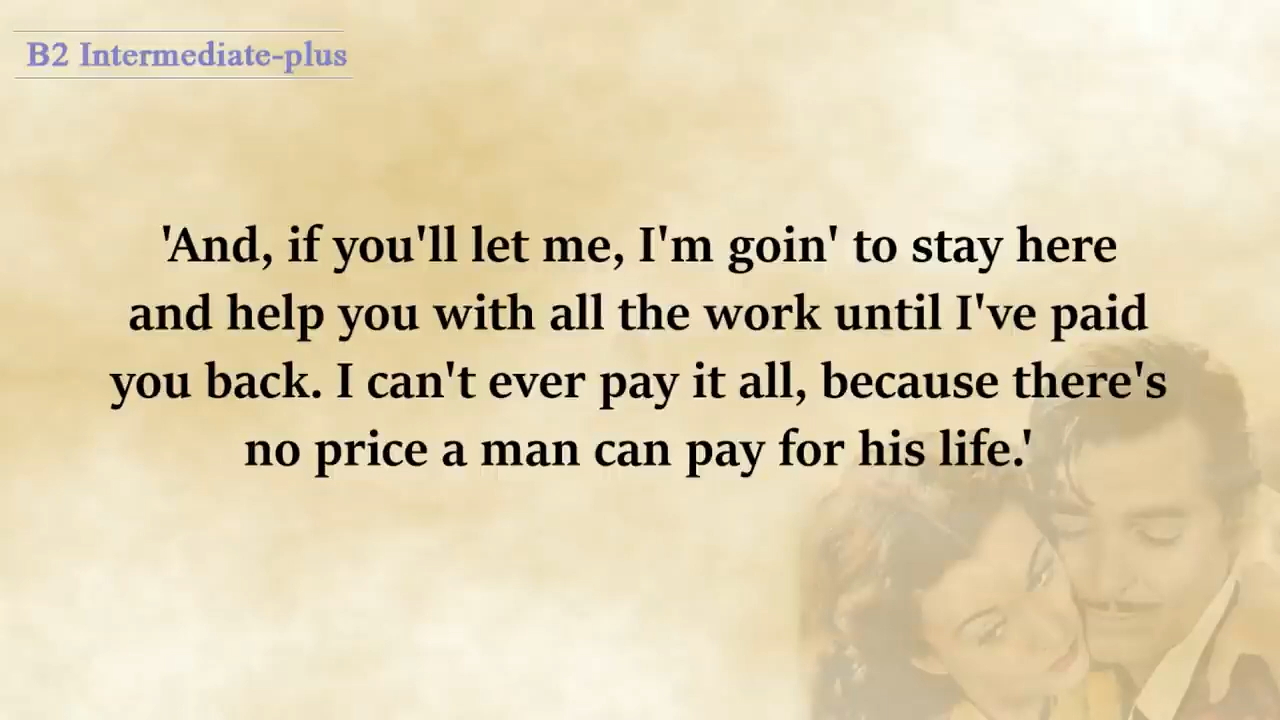 B2 Intermediate-plus
'And, if you'll let me, I'm goin' to stay here
and help you with all the work until I've paid
you back. I can't ever pay it all, because there's
no price a man can pay for his life.'